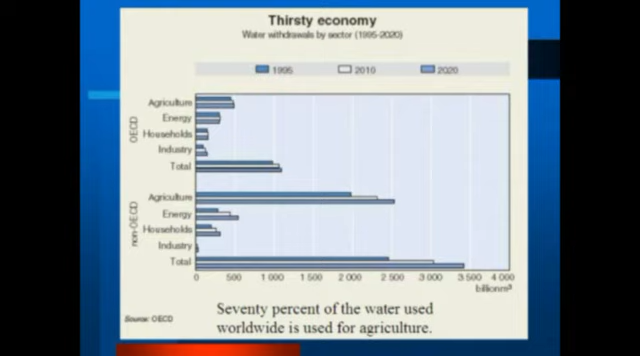 Thirsty economy
Water withdrawals by sector (1995-2020)
1995 2010 2020
OECD
Agriculture
Energy
Households
Industry
Total
non-OECD
Agriculture
Energy
Households
Industry
Total
0 500 1 000 1 500 2 000 2 500 3 000 3 500 4 000
billionm³
Source: OECD
Seventy percent of the water used
worldwide is used for agriculture.